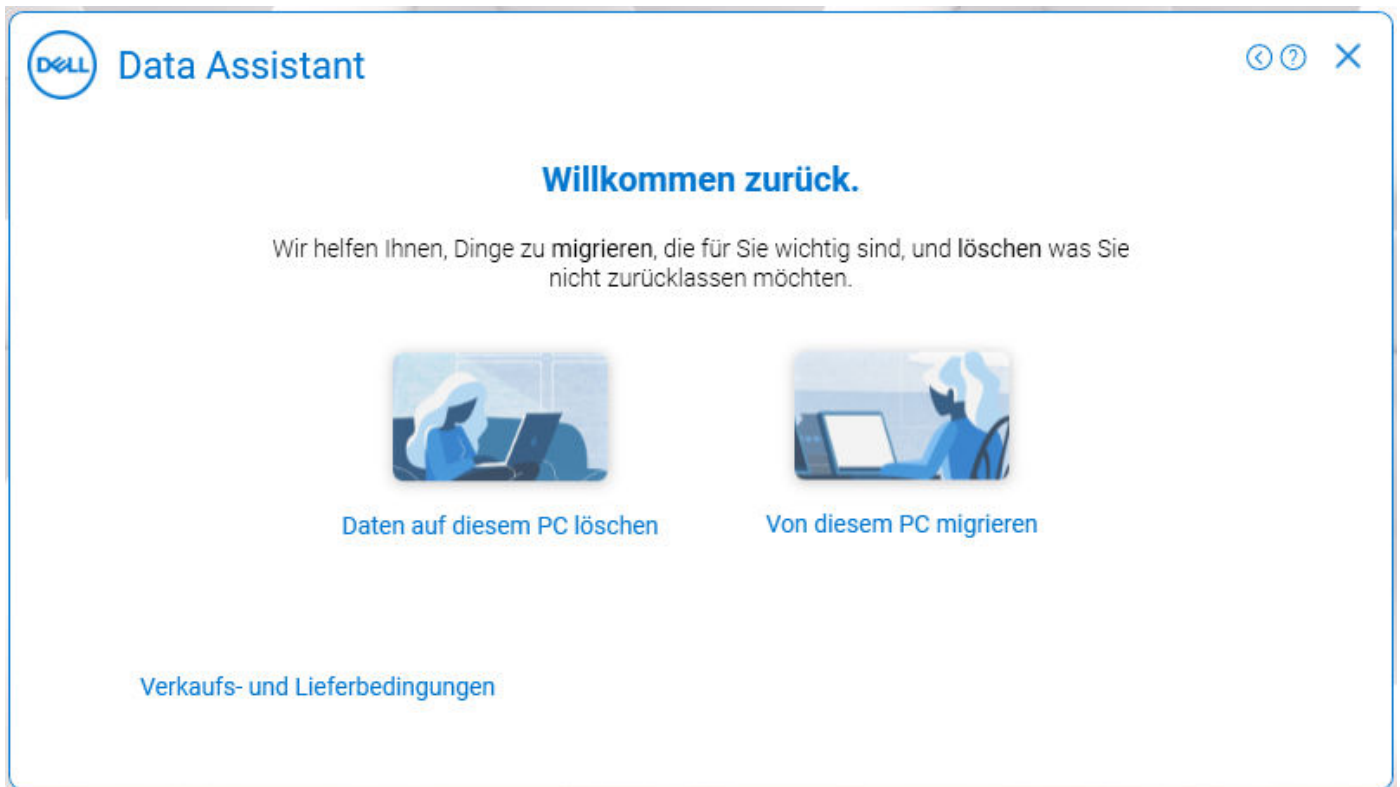 DELL Data Assistant
Willkommen zurück.
Wir helfen Ihnen, Dinge zu migrieren, die für Sie wichtig sind, und löschen was Sie
nicht zurücklassen möchten.
Daten auf diesem PC löschen
Von diesem PC migrieren
Verkaufs- und Lieferbedingungen